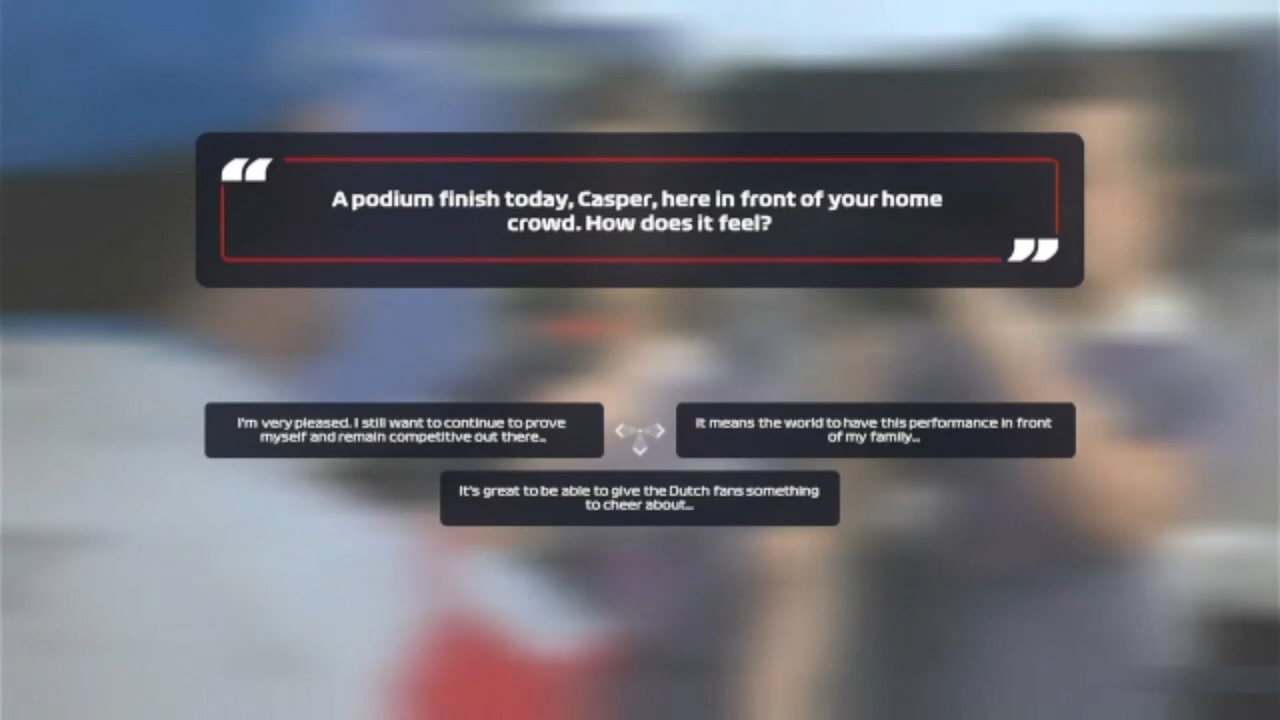 A podium finish today, Casper, here in front of your home
crowd. How does it feel?
I'm very pleased. I still want to continue to prove
myself and remain competitive out there...
It means the world to have this performance in front
of my family...
It's great to be able to give the Dutch fans something
to cheer about...